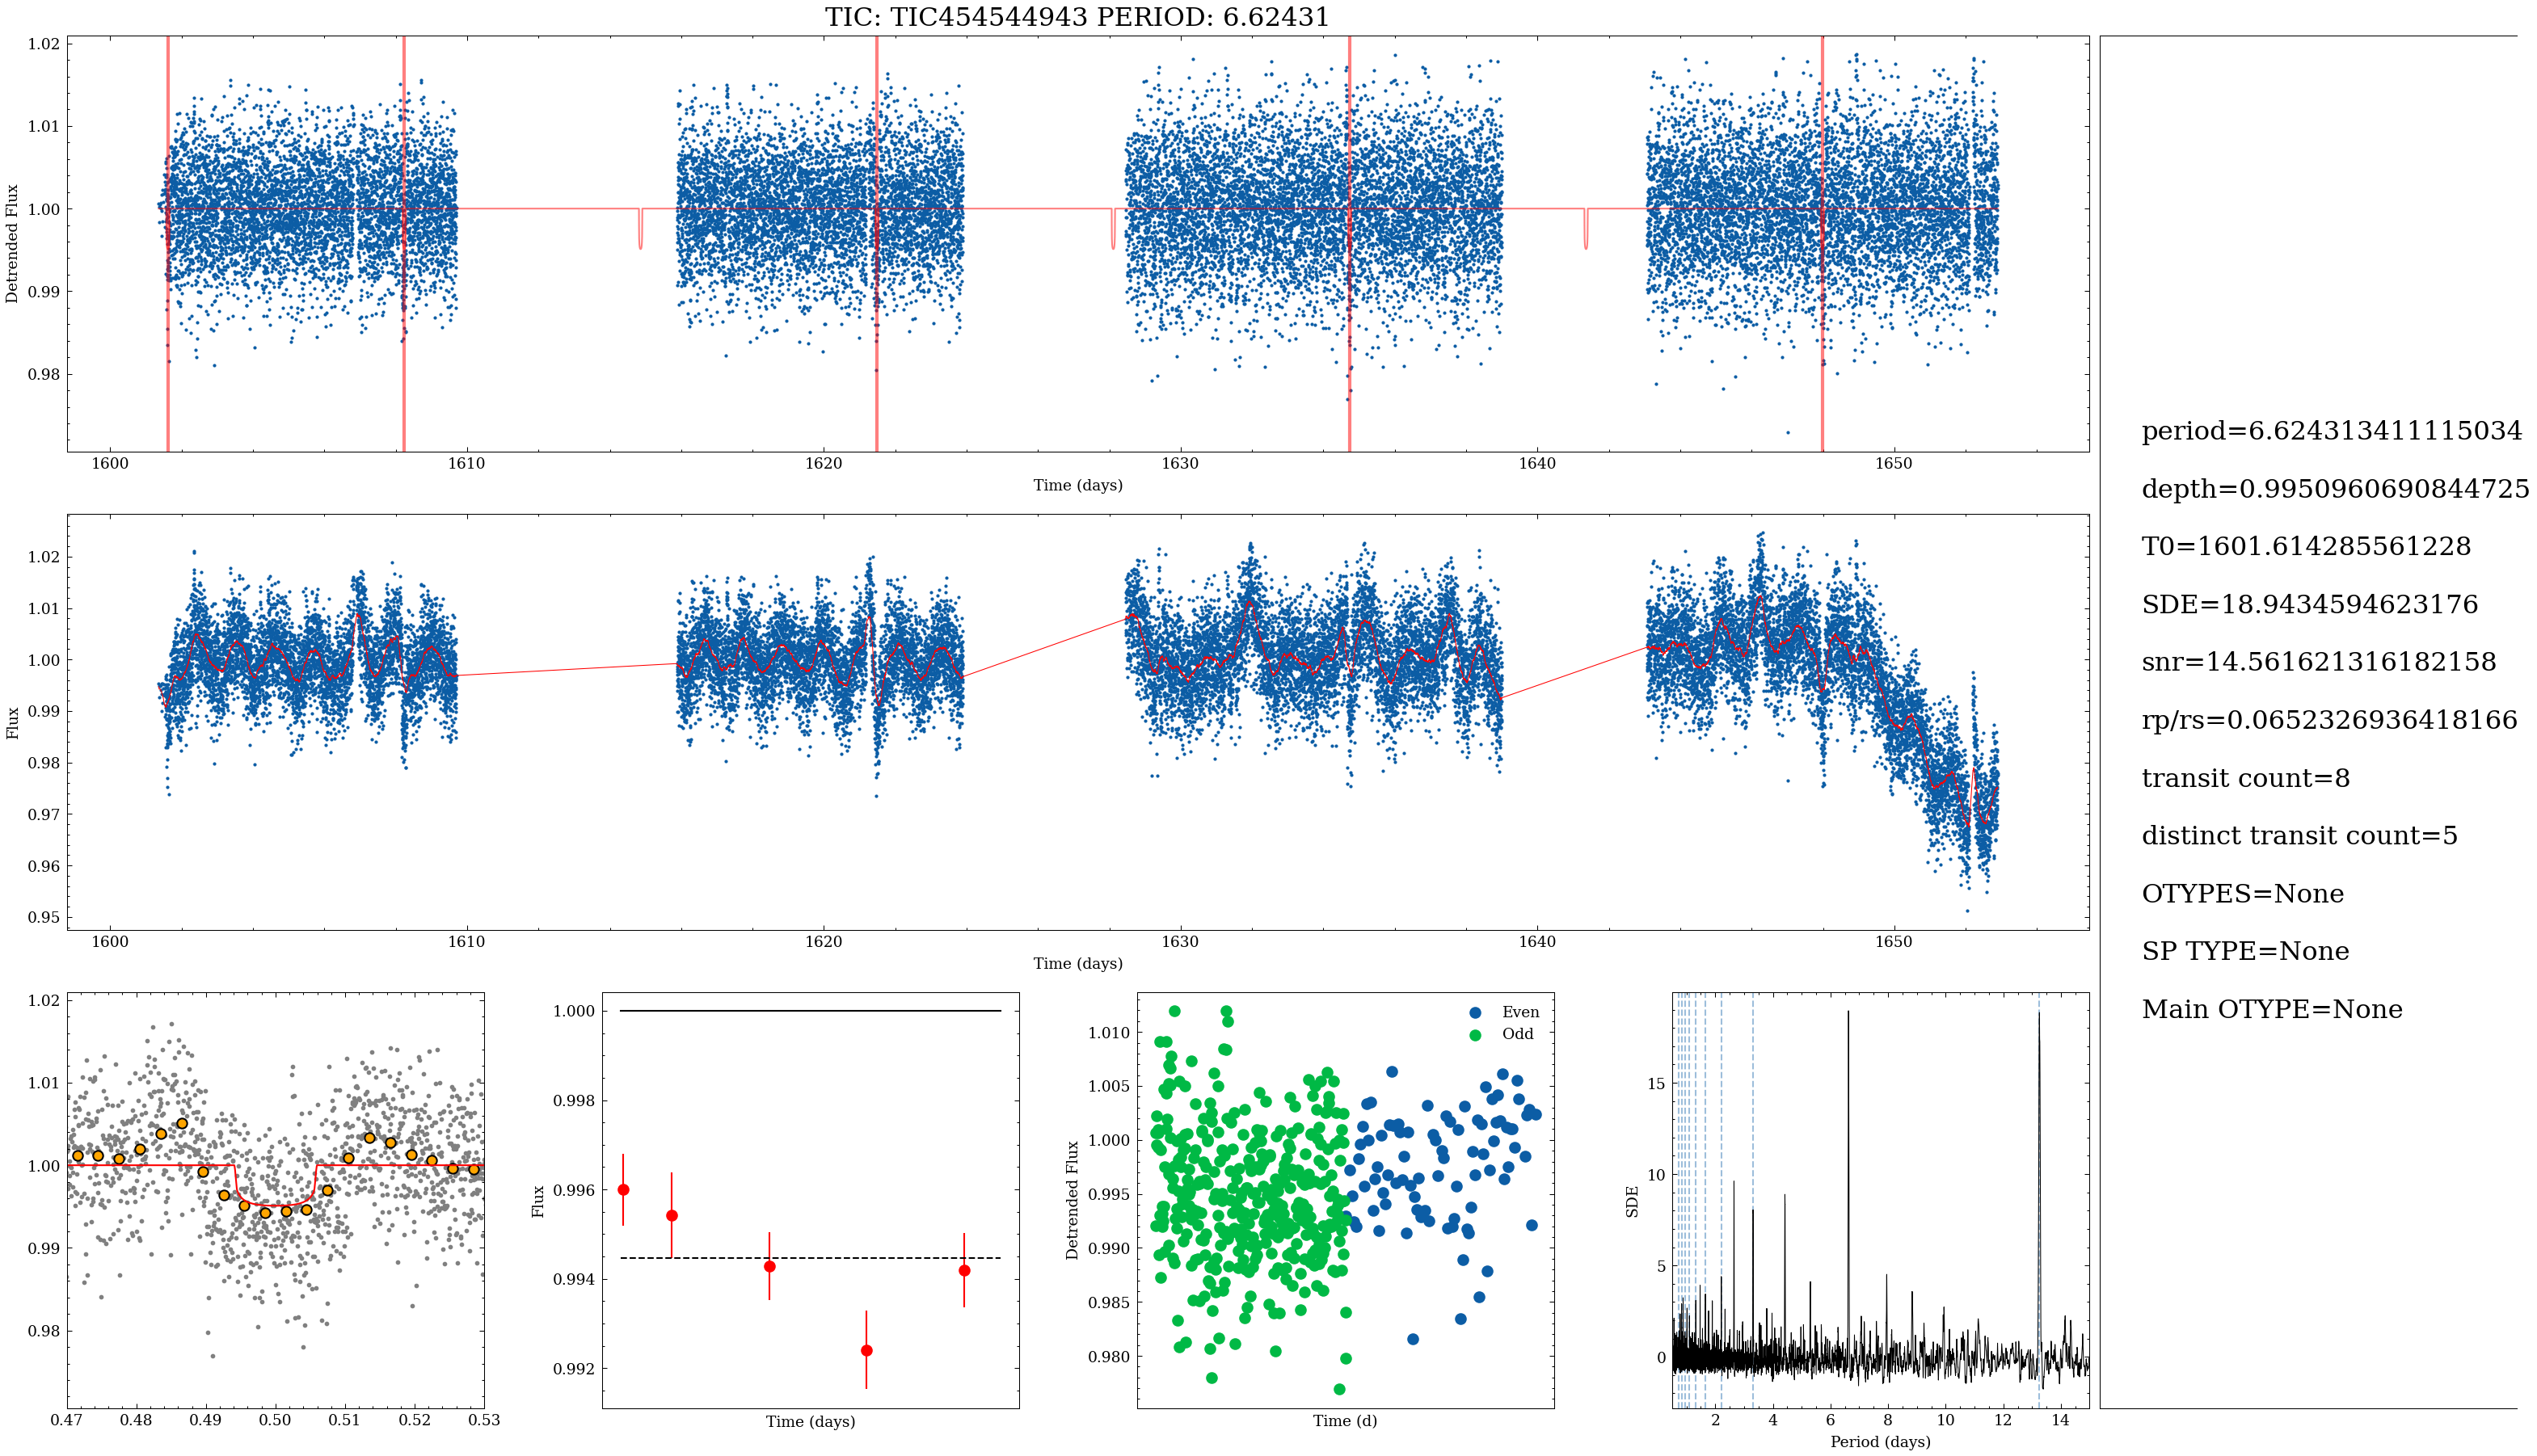 TIC: TIC454544943 PERIOD: 6.62431
1.02
1.01
1.00
0.99
0.98
Detrended Flux
1600
1610
1620
1630
1640
1650
Time (days)
1.02
1.01
1.00
0.99
0.98
0.97
0.96
0.95
Flux
1600
1610
1620
1630
1640
1650
Time (days)
period=6.624313411115034
depth=0.9950960690844725
T0=1601.614285561228
SDE=18.9434594623176
snr=14.561621316182158
rp/rs=0.0652326936418166
transit count=8
distinct transit count=5
OTYPES=None
SP TYPE=None
Main OTYPE=None
1.02
1.01
1.00
0.99
0.98
0.47
0.48
0.49
0.50
0.51
0.52
0.53
1.000
0.998
0.996
0.994
0.992
Flux
Time (days)
Even
Odd
1.010
1.005
1.000
0.995
0.990
0.985
0.980
Detrended Flux
Time (d)
15
10
5
0
SDE
2
4
6
8
10
12
14
Period (days)